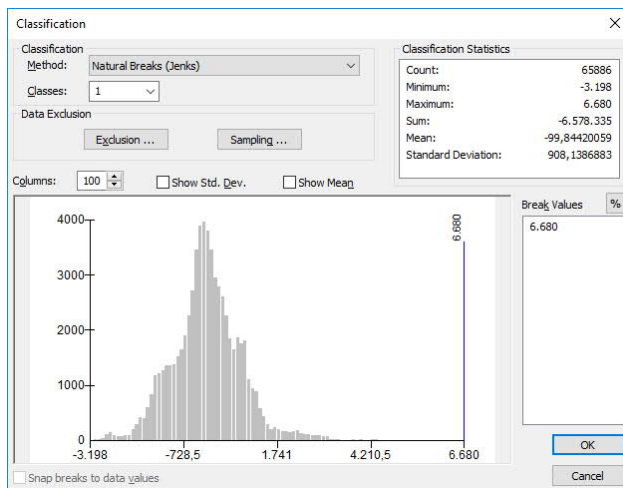 Classification
Classification
Method: Natural Breaks (Jenks)
Classes: 1
Data Exclusion
Exclusion ... Sampling ...
Classification Statistics
Count: 65886
Minimum: -3.198
Maximum: 6.680
Sum: -6.578.335
Mean: -99,84420059
Standard Deviation: 908,1386883
Columns: 100 Show Std. Dev. Show Mean
Break Values %
6.680
6.680
4000
3000
2000
1000
0
-3.198 -728,5 1.741 4.210,5 6.680
Snap breaks to data values
OK
Cancel